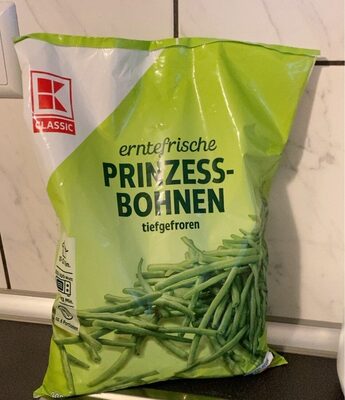 K
CLASSIC
erntefrische
PRINZESS-
BOHNEN
tiefgefroren